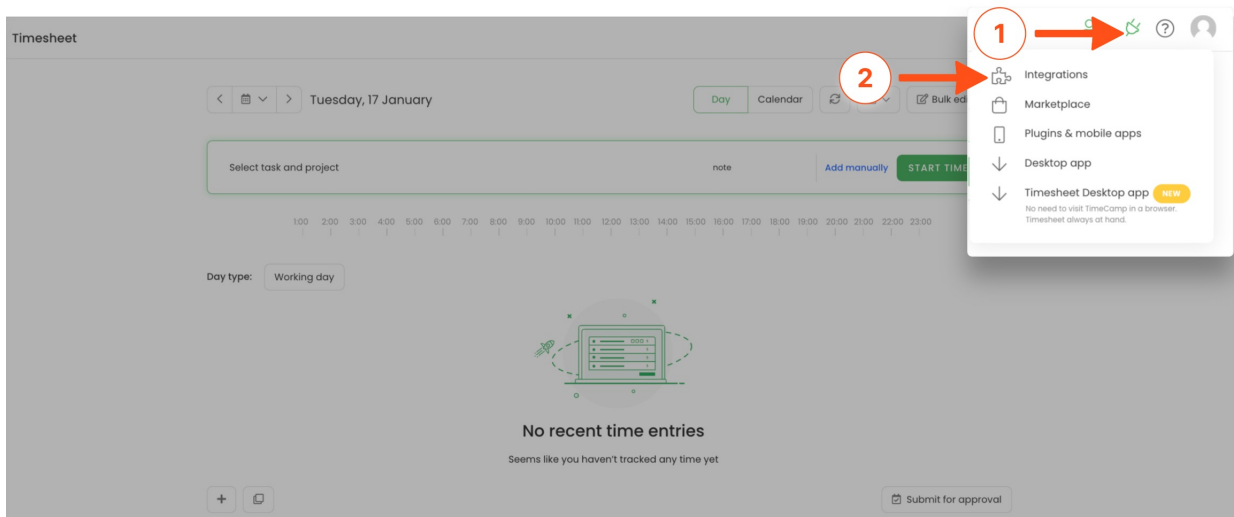 Timesheet
1
2
Tuesday, 17 January
Day
Calendar
Bulk edi
Integrations
Marketplace
Plugins & mobile apps
Desktop app
Timesheet Desktop app NEW
No need to visit TimeCamp in a browser.
Timesheet always at hand.
Select task and project
note
Add manually
START TIME
1:00 2:00 3:00 4:00 5:00 6:00 7:00 8:00 9:00 10:00 11:00 12:00 13:00 14:00 15:00 16:00 17:00 18:00 19:00 20:00 21:00 22:00 23:00
Day type:
Working day
No recent time entries
Seems like you haven't tracked any time yet
Submit for approval